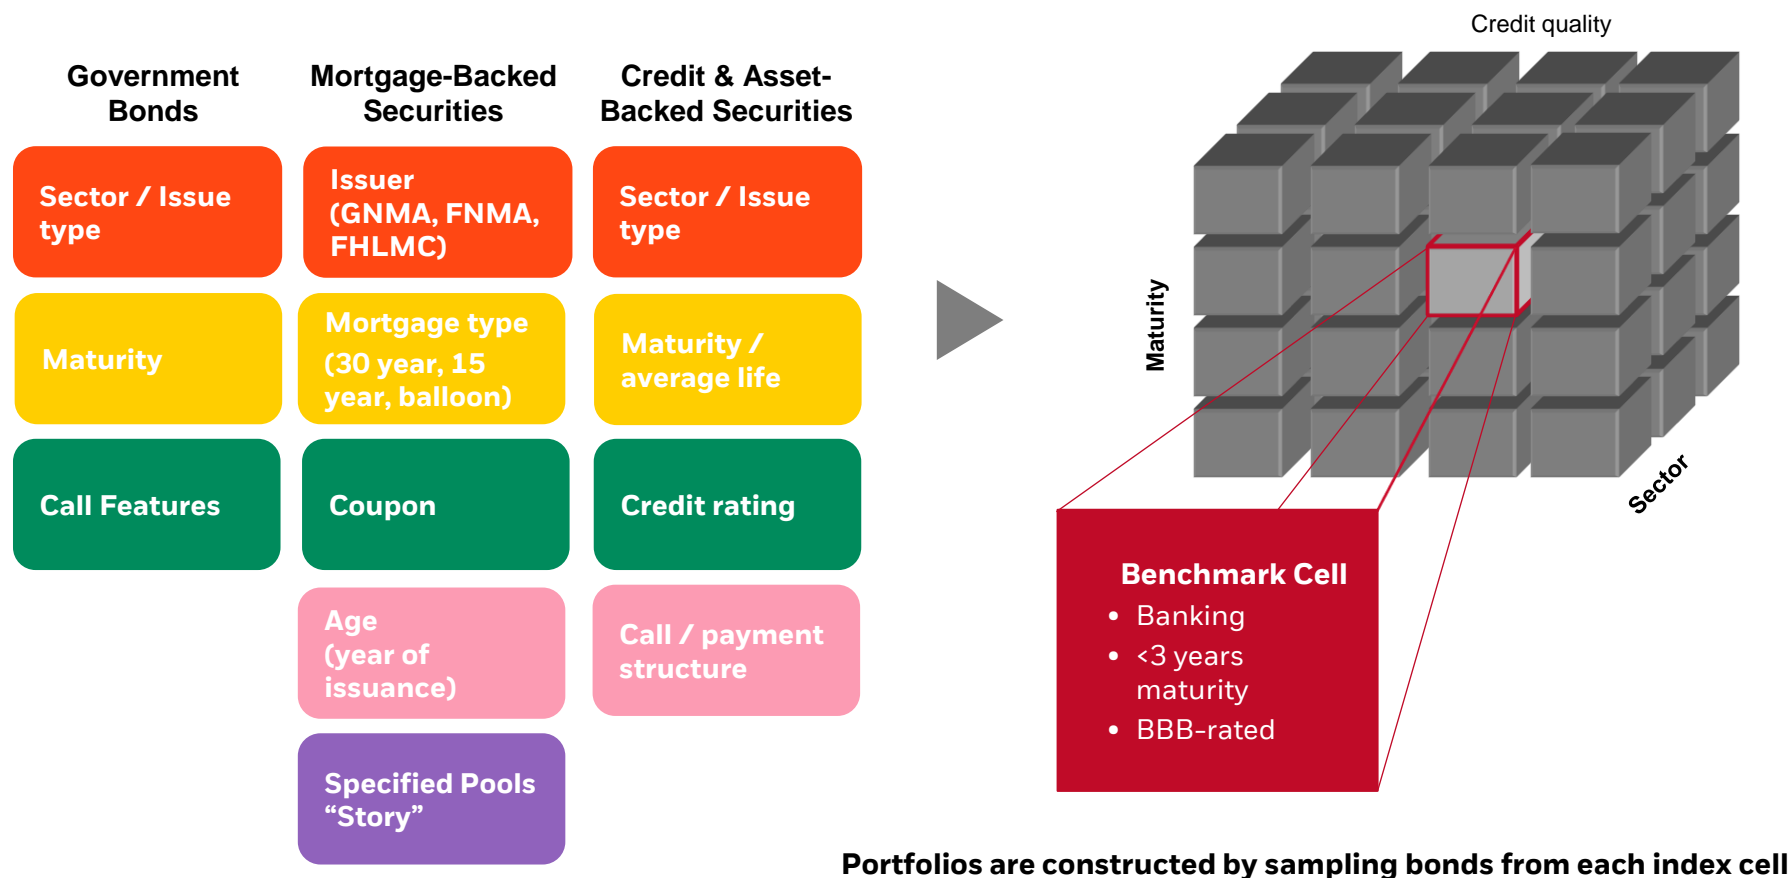 Government
Bonds
Sector / Issue
type
Maturity
Call Features
Mortgage-Backed
Securities
Issuer
(GNMA, FNMA,
FHLMC)
Mortgage type
(30 year, 15
year, balloon)
Coupon
Age
(year of
issuance)
Specified Pools
“Story”
Credit & Asset-
Backed Securities
Sector / Issue
type
Maturity /
average life
Credit rating
Call / payment
structure
Credit quality
Maturity
Sector
Benchmark Cell
• Banking
• <3 years
maturity
• BBB-rated
Portfolios are constructed by sampling bonds from each index cell